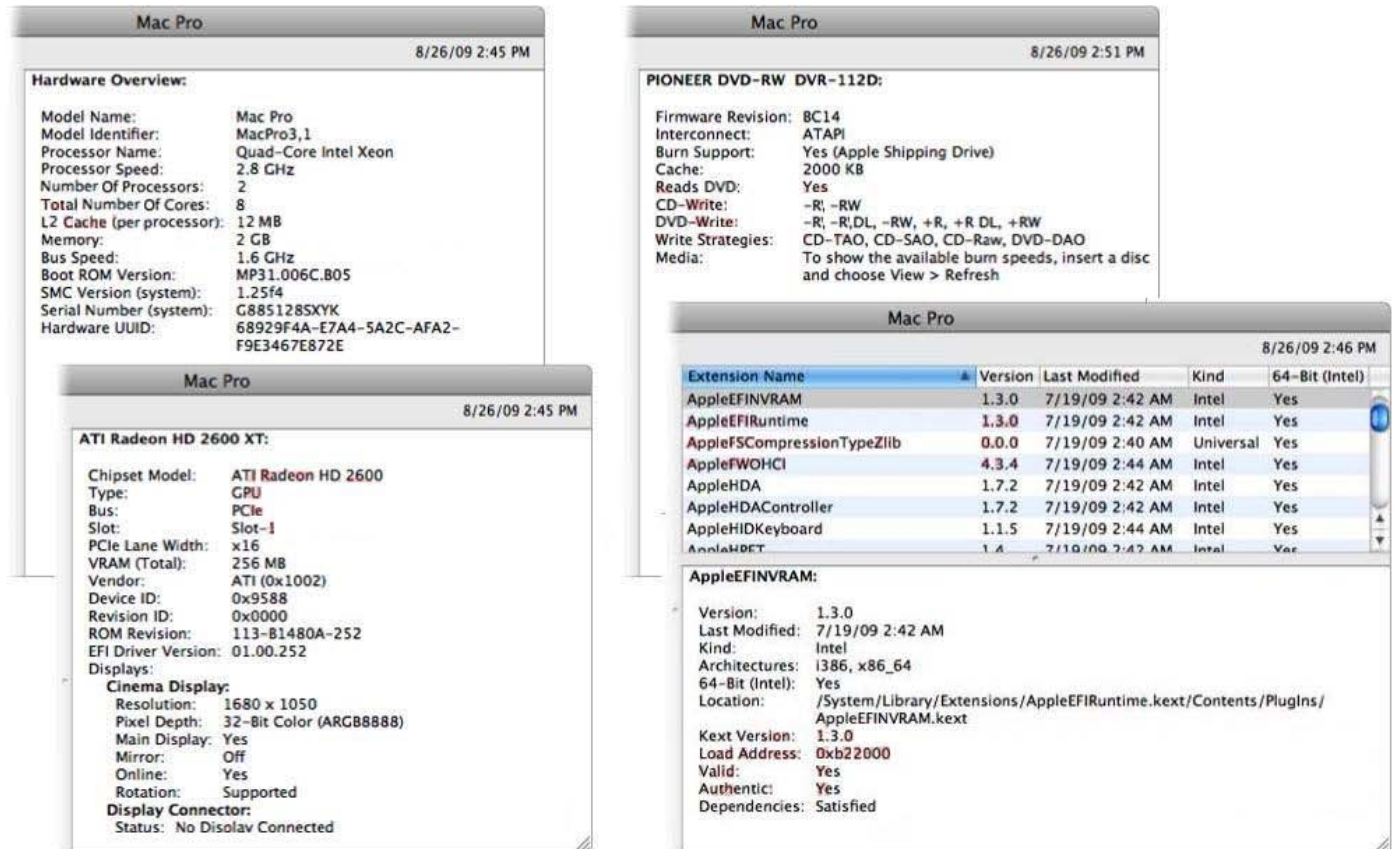 Mac Pro
8/26/09 2:45 PM
Hardware Overview:
Model Name: Mac Pro
Model Identifier: MacPro3,1
Processor Name: Quad-Core Intel Xeon
Processor Speed: 2.8 GHz
Number Of Processors: 2
Total Number Of Cores: 8
L2 Cache (per processor): 12 MB
Memory: 2 GB
Bus Speed: 1.6 GHz
Boot ROM Version: MP31.006C.B05
SMC Version (system): 1.25f4
Serial Number (system): G885128SXYK
Hardware UUID: 68929F4A-E7A4-5A2C-AFA2-
F9E3467E872E
Mac Pro
8/26/09 2:45 PM
ATI Radeon HD 2600 XT:
Chipset Model: ATI Radeon HD 2600
Type: GPU
Bus: PCIe
Slot: Slot-1
PCIe Lane Width: x16
VRAM (Total): 256 MB
Vendor: ATI (0x1002)
Device ID: 0x9588
Revision ID: 0x0000
ROM Revision: 113-B1480A-252
EFI Driver Version: 01.00.252
Displays:
Cinema Display:
Resolution: 1680 x 1050
Pixel Depth: 32-Bit Color (ARGB8888)
Main Display: Yes
Mirror: Off
Online: Yes
Rotation: Supported
Display Connector:
Status: No Display Connected
Mac Pro
8/26/09 2:51 PM
PIONEER DVD-RW DVR-112D:
Firmware Revision: BC14
Interconnect: ATAPI
Burn Support: Yes (Apple Shipping Drive)
Cache: 2000 KB
Reads DVD: Yes
CD-Write: -R, -RW
DVD-Write: -R, -R DL, -RW, +R, +R DL, +RW
Write Strategies: CD-TAO, CD-SAO, CD-Raw, DVD-DAO
Media: To show the available burn speeds, insert a disc
and choose View > Refresh
Mac Pro
8/26/09 2:46 PM
Extension Name Version Last Modified Kind 64-Bit (Intel)
AppleEFINVRAM 1.3.0 7/19/09 2:42 AM Intel Yes
AppleEFIRuntime 1.3.0 7/19/09 2:42 AM Intel Yes
AppleFSCompressionTypeZlib 0.0.0 7/19/09 2:40 AM Universal Yes
AppleFWOHCI 4.3.4 7/19/09 2:44 AM Intel Yes
AppleHDA 1.7.2 7/19/09 2:42 AM Intel Yes
AppleHDAController 1.7.2 7/19/09 2:42 AM Intel Yes
AppleHIDKeyboard 1.1.5 7/19/09 2:44 AM Intel Yes
AppleHPET 1.4 7/19/09 2:42 AM Intel Yes
AppleEFINVRAM:
Version: 1.3.0
Last Modified: 7/19/09 2:42 AM
Kind: Intel
Architectures: i386, x86_64
64-Bit (Intel): Yes
Location: /System/Library/Extensions/AppleEFIRuntime.kext/Contents/PlugIns/
AppleEFINVRAM.kext
Kext Version: 1.3.0
Load Address: 0xb22000
Valid: Yes
Authentic: Yes
Dependencies: Satisfied